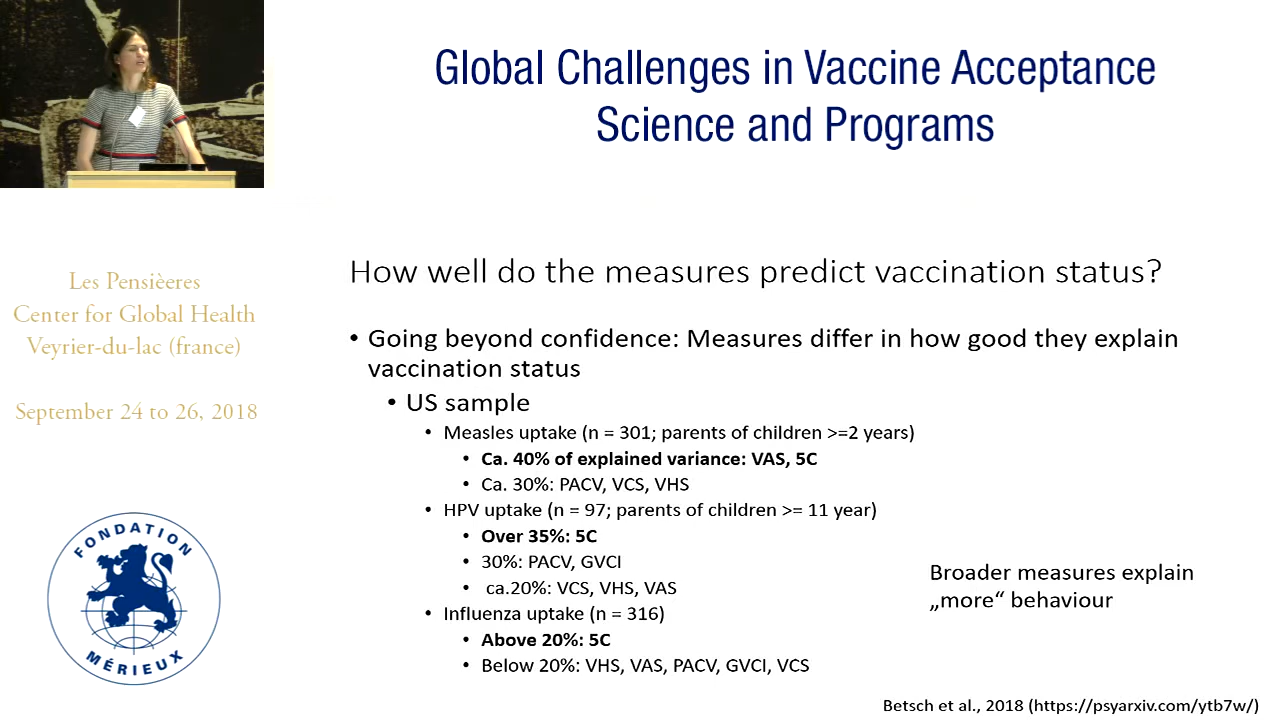 Global Challenges in Vaccine Acceptance
Science and Programs
Les Pensièeres
Center for Global Health
Veyrier-du-lac (france)
September 24 to 26, 2018
FONDATION
MÉRIEUX
How well do the measures predict vaccination status?
• Going beyond confidence: Measures differ in how good they explain
vaccination status
• US sample
• Measles uptake (n = 301; parents of children >=2 years)
• Ca. 40% of explained variance: VAS, 5C
• Ca. 30%: PACV, VCS, VHS
• HPV uptake (n = 97; parents of children >= 11 year)
• Over 35%: 5C
• 30%: PACV, GVCI
• ca.20%: VCS, VHS, VAS
• Influenza uptake (n = 316)
• Above 20%: 5C
• Below 20%: VHS, VAS, PACV, GVCI, VCS
Broader measures explain
„more“ behaviour
Betsch et al., 2018 (https://psyarxiv.com/ytb7w/)